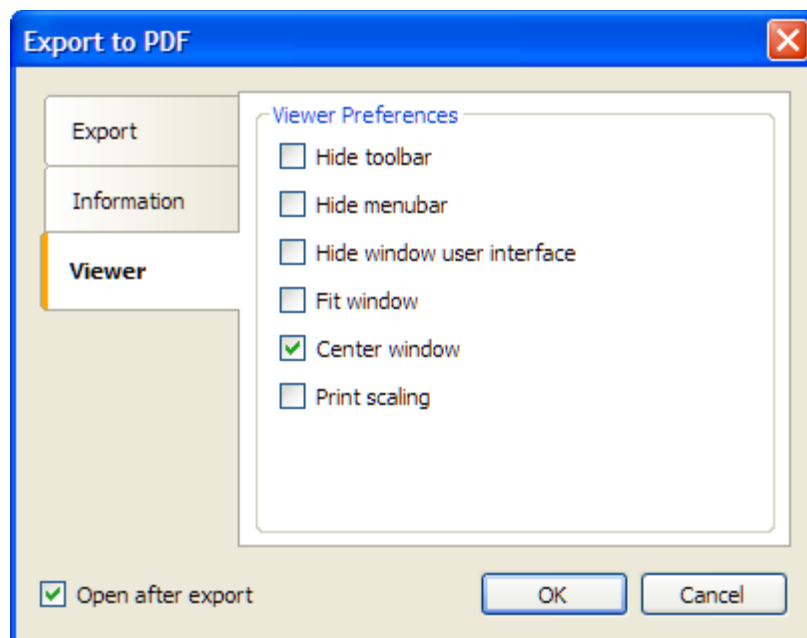 Export to PDF
Export
Information
Viewer
Viewer Preferences
Hide toolbar
Hide menubar
Hide window user interface
Fit window
Center window
Print scaling
Open after export
OK
Cancel